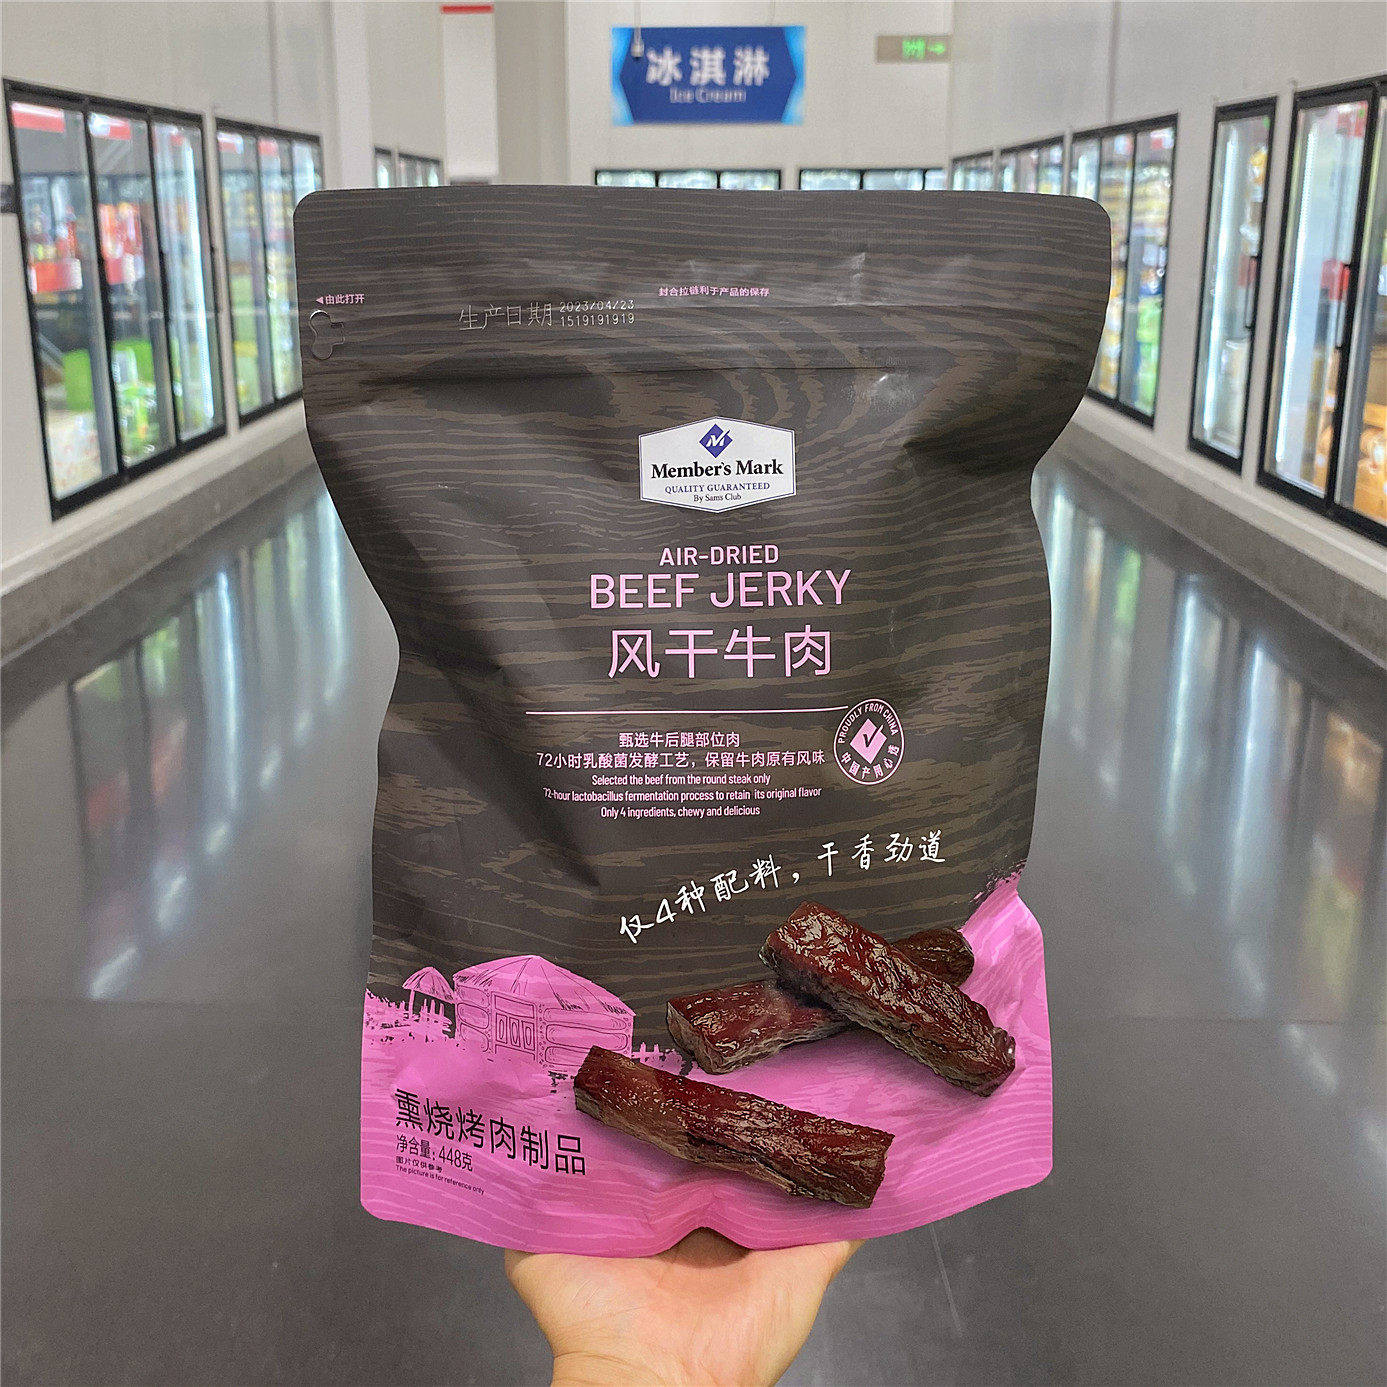 冰淇淋
Ice Cream
由此打开
封合拉链利于产品的保存
生产日期 2023/04/23
1519191919
Member's Mark
QUALITY GUARANTEED
By Sam's Club
AIR-DRIED
BEEF JERKY
风干牛肉
PROUDLY FROM CHINA
中国产同心选
甄选牛后腿部位肉
72小时乳酸菌发酵工艺，保留牛肉原有风味
Selected the beef from the round steak only
72-hour lactobacillus fermentation process to retain its original flavor
Only 4 ingredients, chewy and delicious
仅4种配料，干香劲道
熏烧烤肉制品
净含量：448克
图片仅供参考
The picture is for reference only